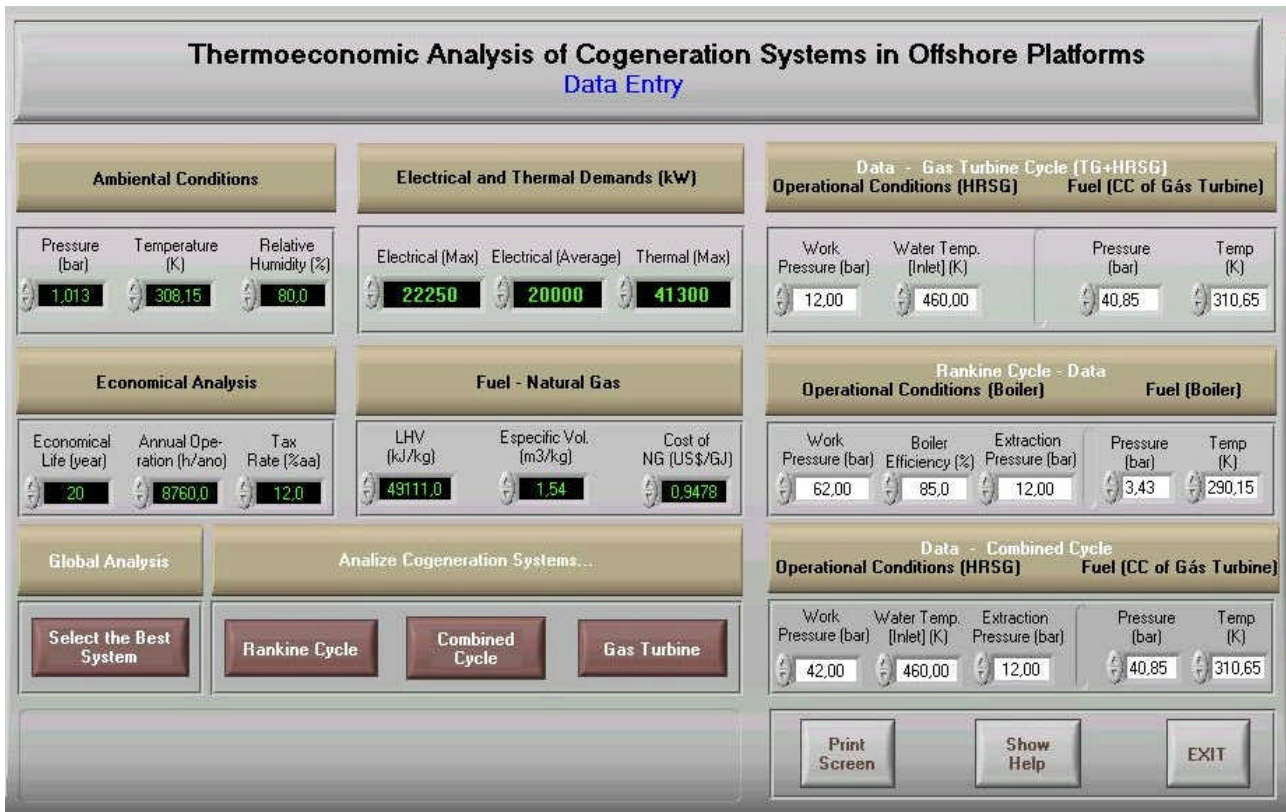 Thermoeconomic Analysis of Cogeneration Systems in Offshore Platforms
Data Entry
Ambiental Conditions
Pressure (bar)
Temperature (K)
Relative Humidity (%)
1,013
308,15
80,0
Electrical and Thermal Demands (kW)
Electrical (Max)
Electrical (Average)
Thermal (Max)
22250
20000
41300
Data - Gas Turbine Cycle (TG+HRSG)
Operational Conditions (HRSG)
Fuel (CC of Gás Turbine)
Work Pressure (bar)
Water Temp. [Inlet] (K)
Pressure (bar)
Temp (K)
12,00
460,00
40,85
310,65
Economical Analysis
Economical Life (year)
Annual Ope-
ration (h/ano)
Tax Rate (%aa)
20
8760,0
12,0
Fuel - Natural Gas
LHV (kJ/kg)
Especific Vol. (m3/kg)
Cost of NG (US$/GJ)
49111,0
1,54
0,9478
Rankine Cycle - Data
Operational Conditions (Boiler)
Fuel (Boiler)
Work Pressure (bar)
Boiler Efficiency (%)
Extraction Pressure (bar)
Pressure (bar)
Temp (K)
62,00
85,0
12,00
3,43
290,15
Global Analysis
Select the Best
System
Analize Cogeneration Systems...
Rankine Cycle
Combined
Cycle
Gas Turbine
Data - Combined Cycle
Operational Conditions (HRSG)
Fuel (CC of Gás Turbine)
Work Pressure (bar)
Water Temp. [Inlet] (K)
Extraction Pressure (bar)
Pressure (bar)
Temp (K)
42,00
460,00
12,00
40,85
310,65
Print
Screen
Show
Help
EXIT